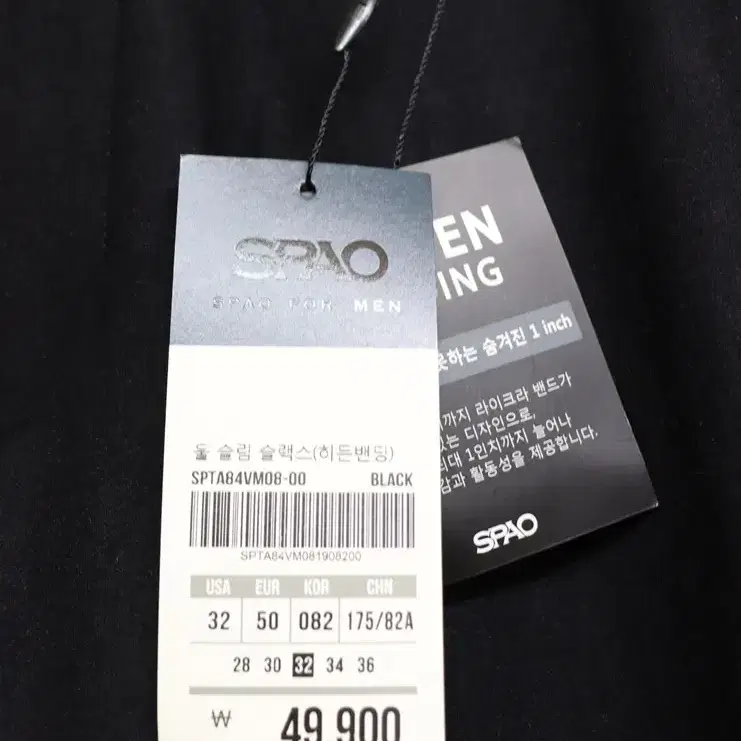 SPAO
SPAO FOR MEN
울 슬림 슬랙스(히든밴딩)
SPTA84VM08-00 BLACK
SPTA84VM081908200
USA EUR KOR CHN
32 50 082 175/82A
28 30 32 34 36
₩ 49,900
EN
ING
못하는 숨겨진 1 inch
까지 라이크라 밴드가
있는 디자인으로,
최대 1인치까지 늘어나
감과 활동성을 제공합니다.
SPAO